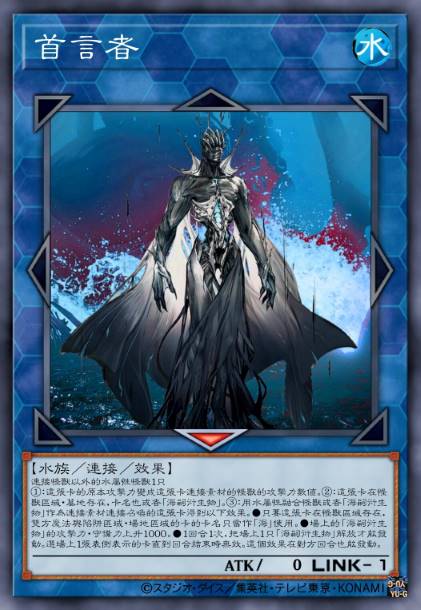 首言者
水
【水族／連接／效果】
連接怪獸以外的水屬性怪獸1只
①:這張卡的原本攻擊力變成這張卡連接素材的怪獸的攻擊力數值。②:這張卡在怪
獸區域·墓地存在,卡名也或者「海嗣衍生物」③:用水屬性融合怪獸或者「海嗣衍生
物」作為連接素材連接召喚的這張卡得到以下效果。●只要這張卡在怪獸區域存在,
雙方魔法與陷阱區域·場地區域的卡的卡名只當作「海」使用。●場上的「海嗣衍生物」
的攻擊力·守備力上升1000。●1回合1次,把場上1只「海嗣衍生物」解放才能發
動。選場上1張表側表示的卡直到回合結束時無效。這個效果在對方回合也能發動。
ATK/ 0 LINK-1
©スタジオ·ダイス／集英社·テレビ東京·KONAMI
YU-G